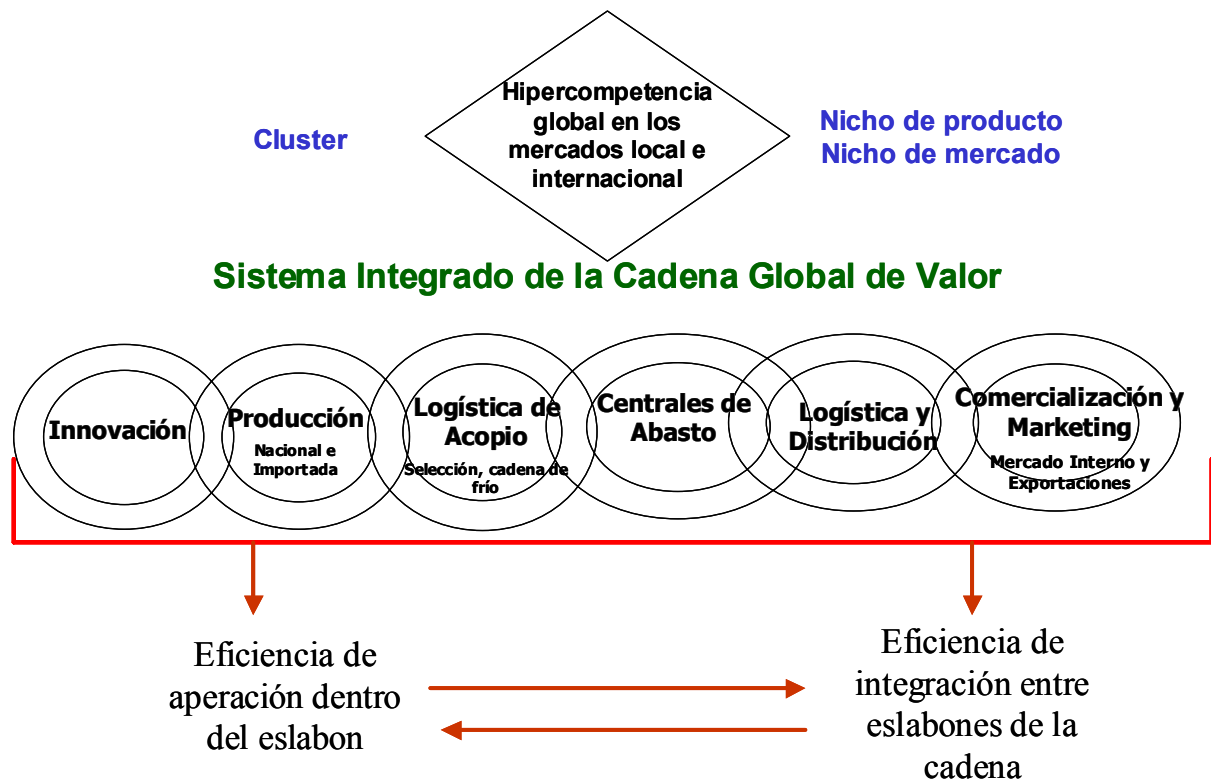 Hipercompetencia
global en los
mercados local e
internacional
Cluster
Nicho de producto
Nicho de mercado
Sistema Integrado de la Cadena Global de Valor
Innovación
Producción
Nacional e
Importada
Logística de
Acopio
Selección, cadena de
frío
Centrales de
Abasto
Logística y
Distribución
Comercialización y
Marketing
Mercado Interno y
Exportaciones
Eficiencia de
aperación dentro
del eslabon
Eficiencia de
integración entre
eslabones de la
cadena